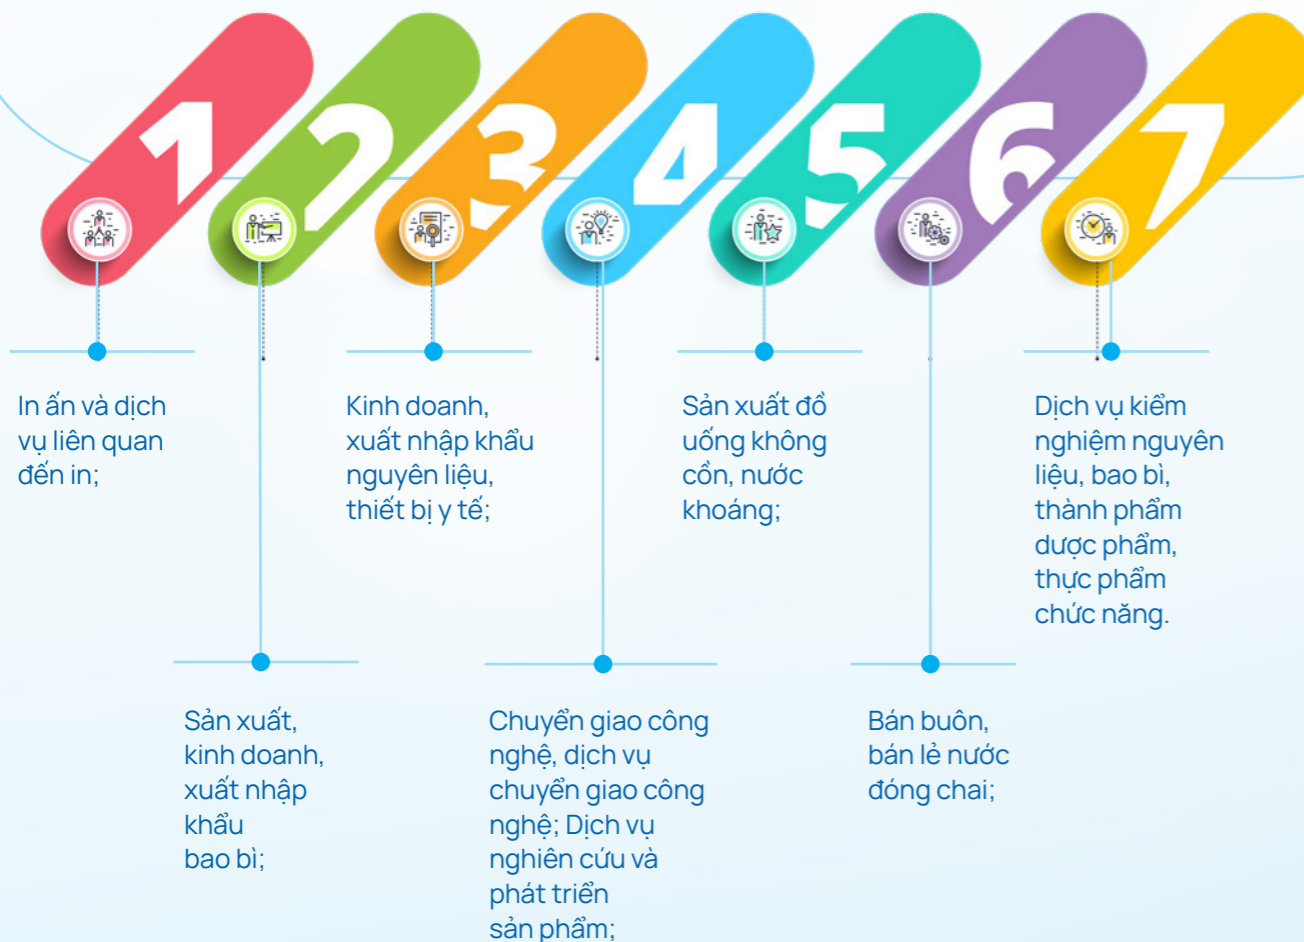 1
In ấn và dịch
vụ liên quan
đến in;
2
Sản xuất,
kinh doanh,
xuất nhập
khẩu
bao bì;
3
Kinh doanh,
xuất nhập khẩu
nguyên liệu,
thiết bị y tế;
4
Chuyển giao công
nghệ, dịch vụ
chuyển giao công
nghệ; Dịch vụ
nghiên cứu và
phát triển
sản phẩm;
5
Sản xuất đồ
uống không
cồn, nước
khoáng;
6
Bán buôn,
bán lẻ nước
đóng chai;
7
Dịch vụ kiểm
nghiệm nguyên
liệu, bao bì,
thành phẩm
dược phẩm,
thực phẩm
chức năng.